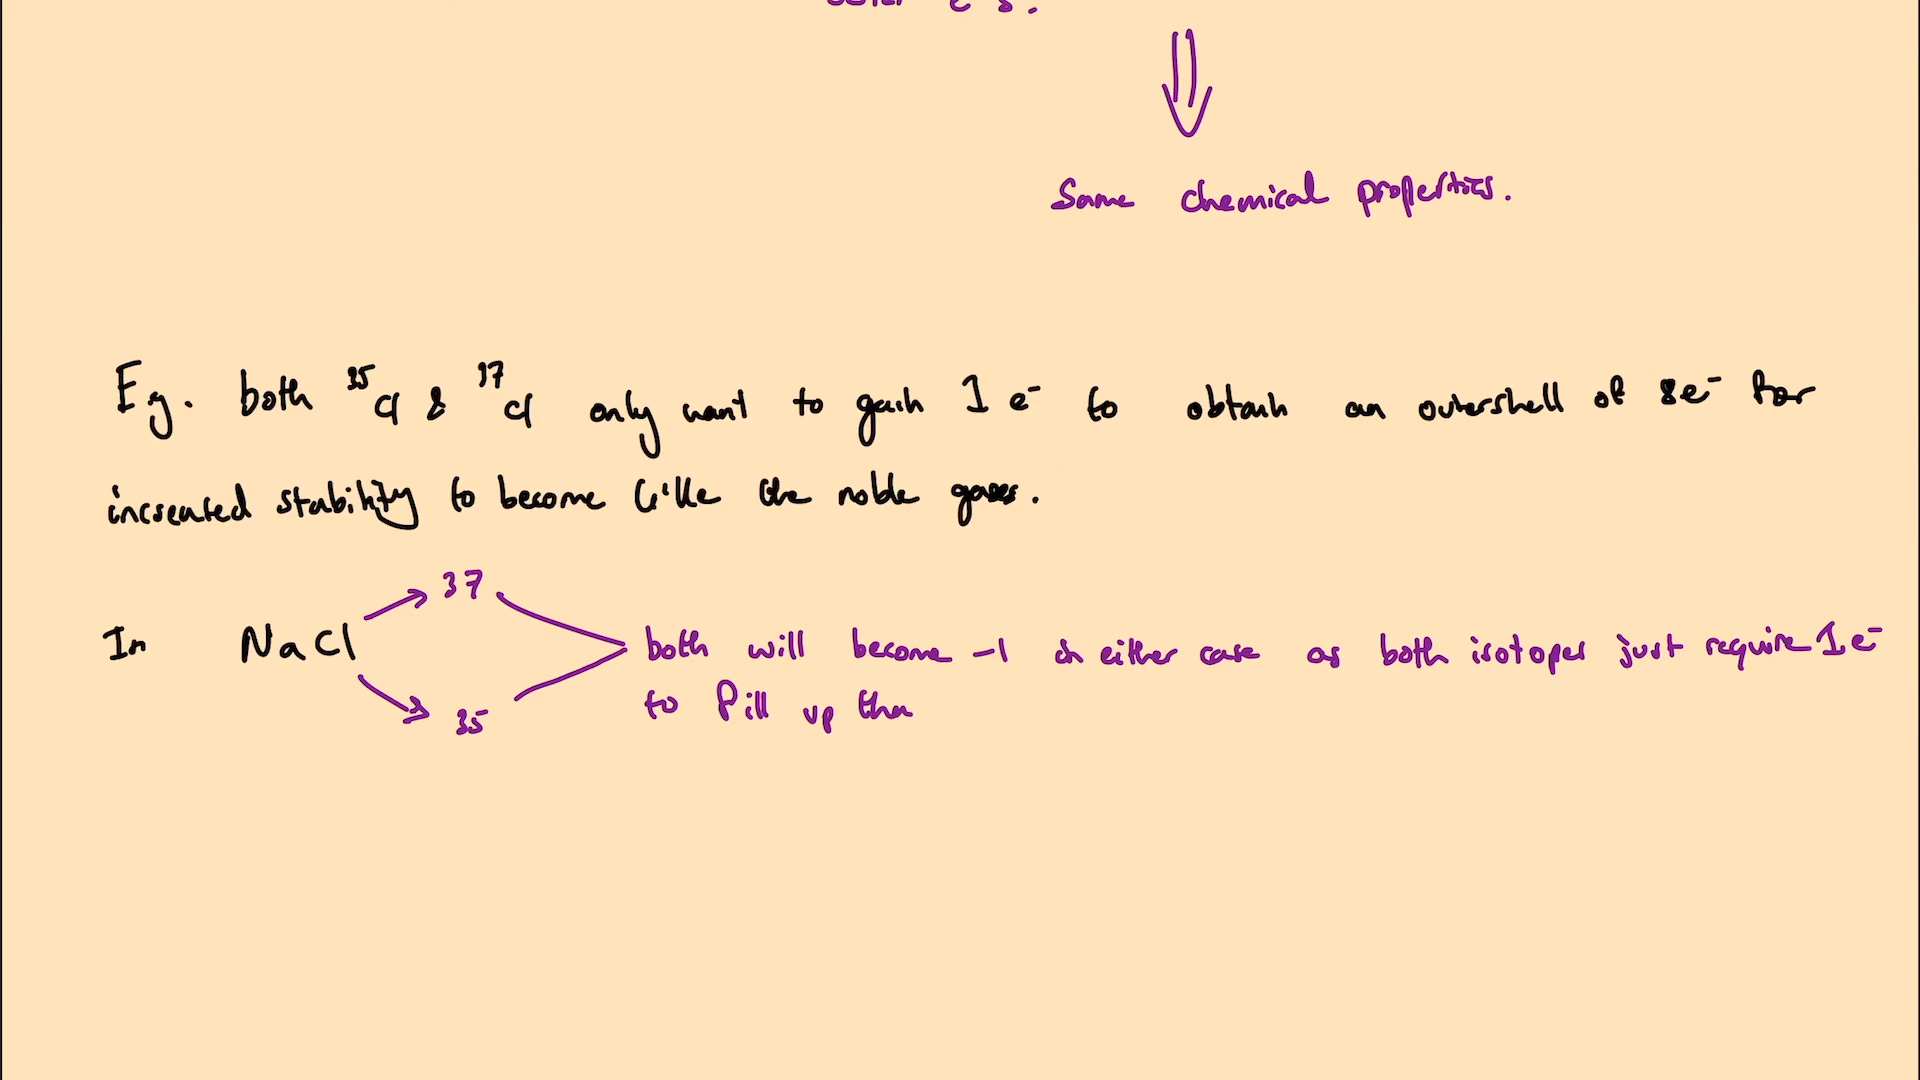 Same chemical properties.
Eg. both ³⁵Cl & ³⁷Cl only want to gain 1 e⁻ to obtain an outershell of 8e⁻ for
increased stability to become like the noble gases.
37
In NaCl
both will become -1 in either case as both isotopes just require 1 e⁻
to fill up the
35